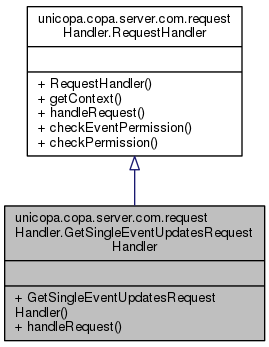 unicopa.copa.server.com.request
Handler.RequestHandler
+ RequestHandler()
+ getContext()
+ handleRequest()
+ checkEventPermission()
+ checkPermission()
unicopa.copa.server.com.request
Handler.GetSingleEventUpdatesRequest
Handler
+ GetSingleEventUpdatesRequest
Handler()
+ handleRequest()